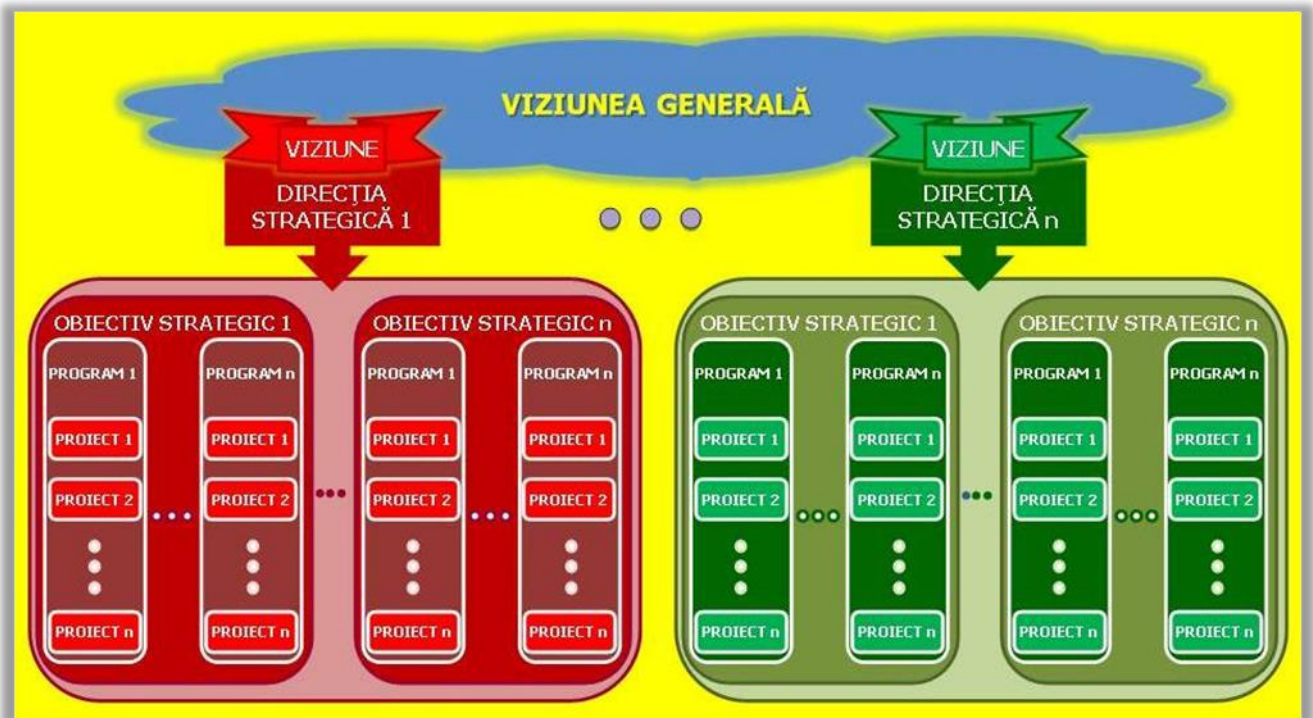 VIZIUNEA GENERALĂ
VIZIUNE
DIRECŢIA
STRATEGICĂ 1
VIZIUNE
DIRECŢIA
STRATEGICĂ n
OBIECTIV STRATEGIC 1
PROGRAM 1
PROIECT 1
PROIECT 2
PROIECT n
PROGRAM n
PROIECT 1
PROIECT 2
PROIECT n
OBIECTIV STRATEGIC n
PROGRAM 1
PROIECT 1
PROIECT 2
PROIECT n
PROGRAM n
PROIECT 1
PROIECT 2
PROIECT n
OBIECTIV STRATEGIC 1
PROGRAM 1
PROIECT 1
PROIECT 2
PROIECT n
PROGRAM n
PROIECT 1
PROIECT 2
PROIECT n
OBIECTIV STRATEGIC n
PROGRAM 1
PROIECT 1
PROIECT 2
PROIECT n
PROGRAM n
PROIECT 1
PROIECT 2
PROIECT n